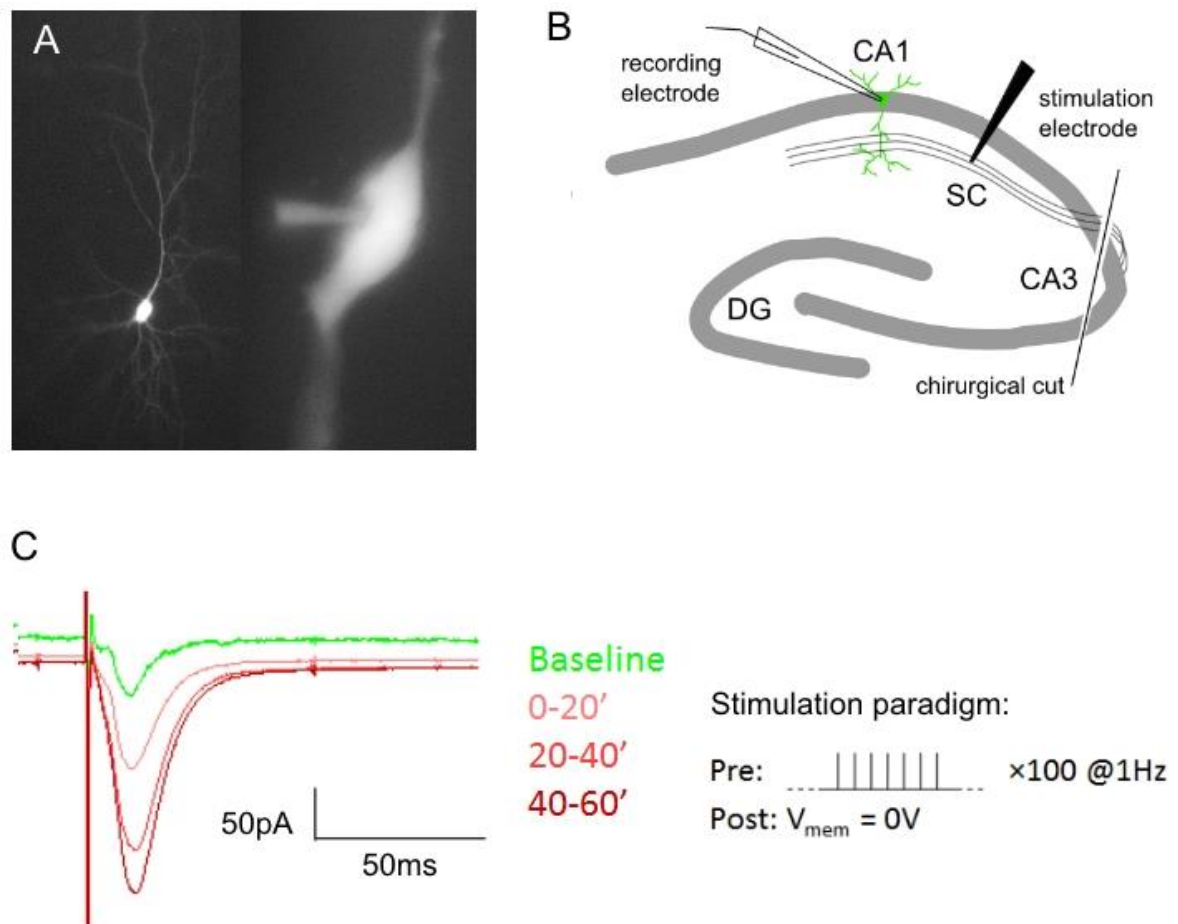 A
B
CA1
recording
electrode
stimulation
electrode
SC
CA3
DG
chirurgical cut
C
50pA
50ms
Baseline
0-20’
20-40’
40-60’
Stimulation paradigm:
Pre: ×100 @1Hz
Post: Vmem = 0V